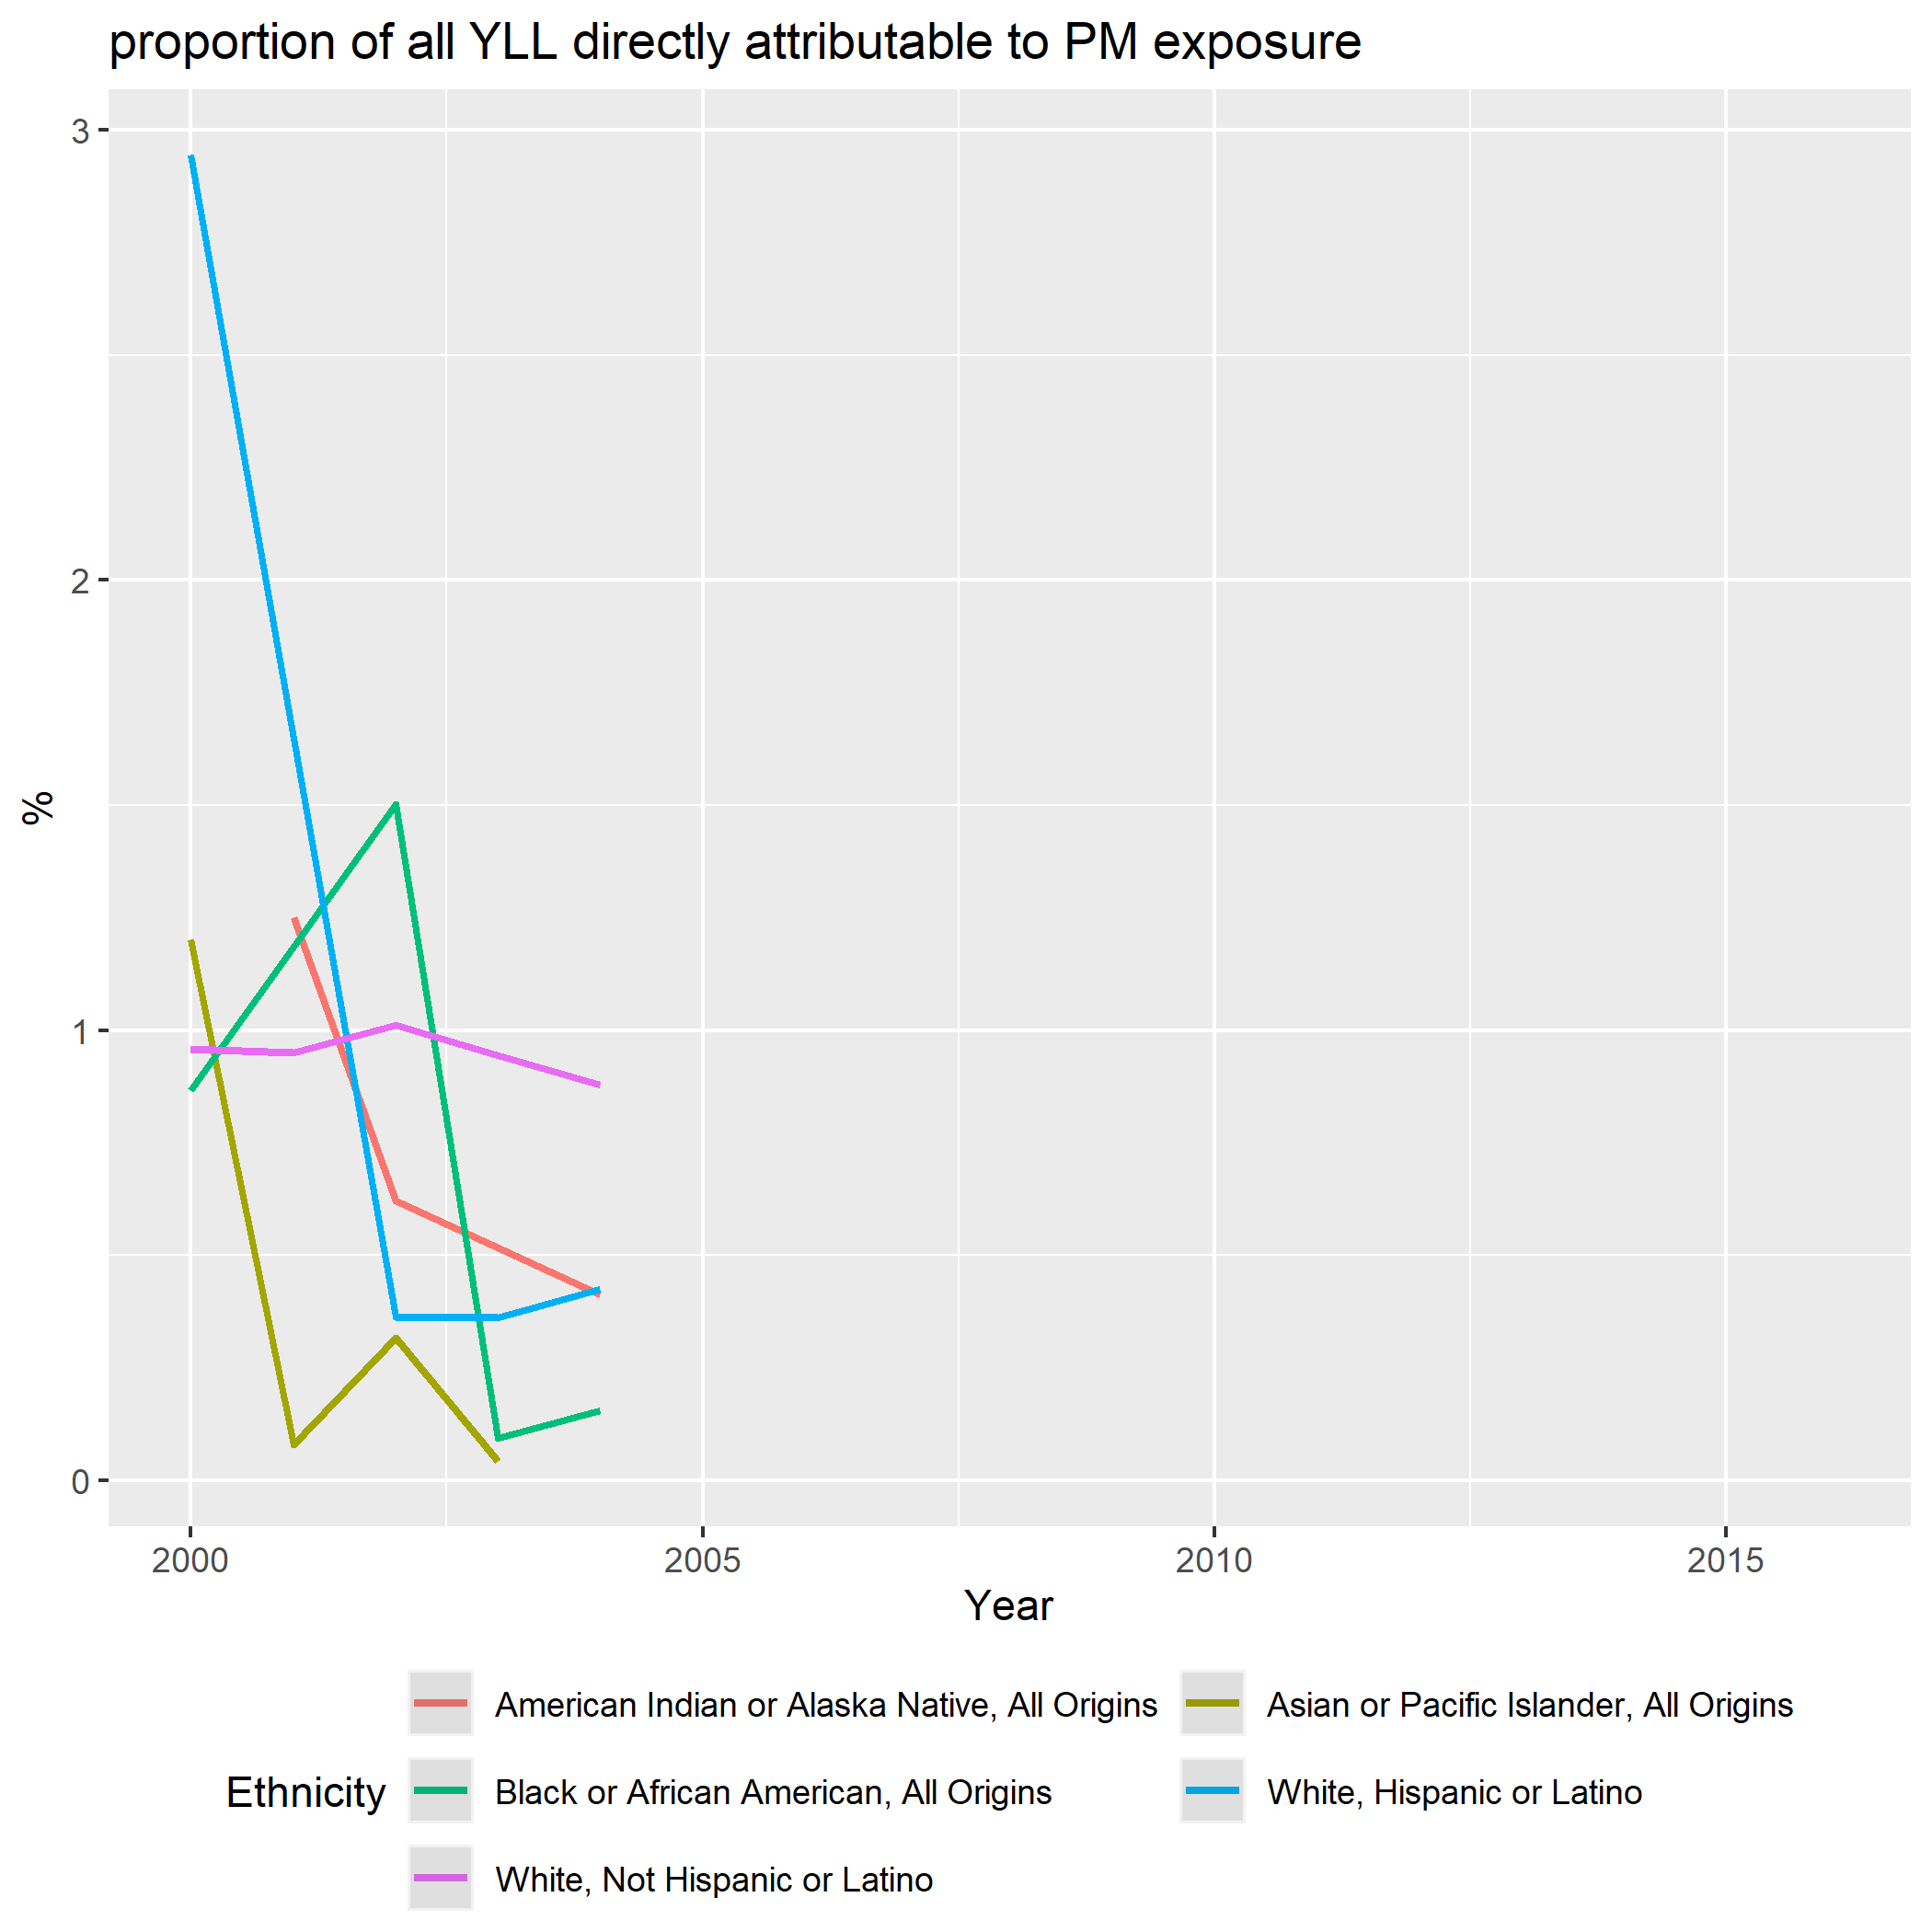 proportion of all YLL directly attributable to PM exposure
3
2
1
0
%
2000 2005 2010 2015
Year
Ethnicity
American Indian or Alaska Native, All Origins
Asian or Pacific Islander, All Origins
Black or African American, All Origins
White, Hispanic or Latino
White, Not Hispanic or Latino